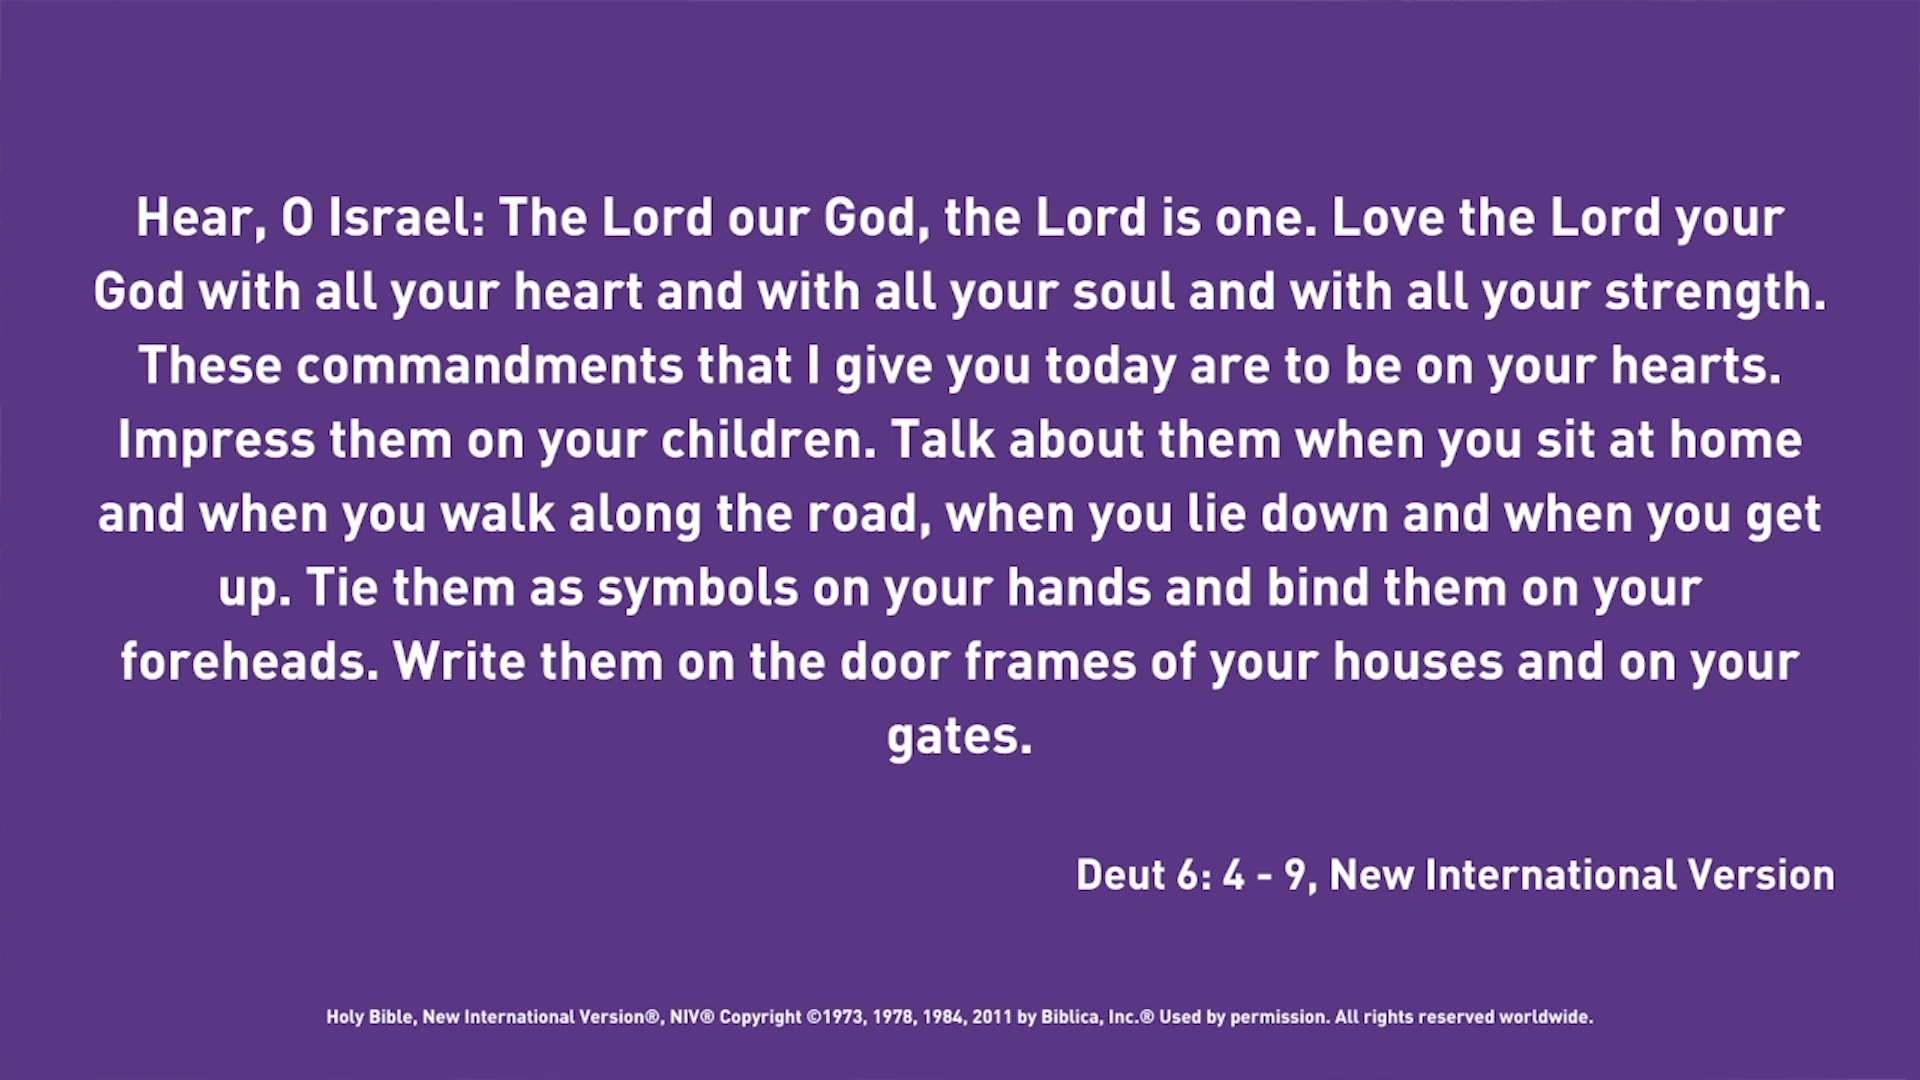 Hear, O Israel: The Lord our God, the Lord is one. Love the Lord your
God with all your heart and with all your soul and with all your strength.
These commandments that I give you today are to be on your hearts.
Impress them on your children. Talk about them when you sit at home
and when you walk along the road, when you lie down and when you get
up. Tie them as symbols on your hands and bind them on your
foreheads. Write them on the door frames of your houses and on your
gates.
Deut 6: 4 - 9, New International Version
Holy Bible, New International Version®, NIV® Copyright ©1973, 1978, 1984, 2011 by Biblica, Inc.® Used by permission. All rights reserved worldwide.